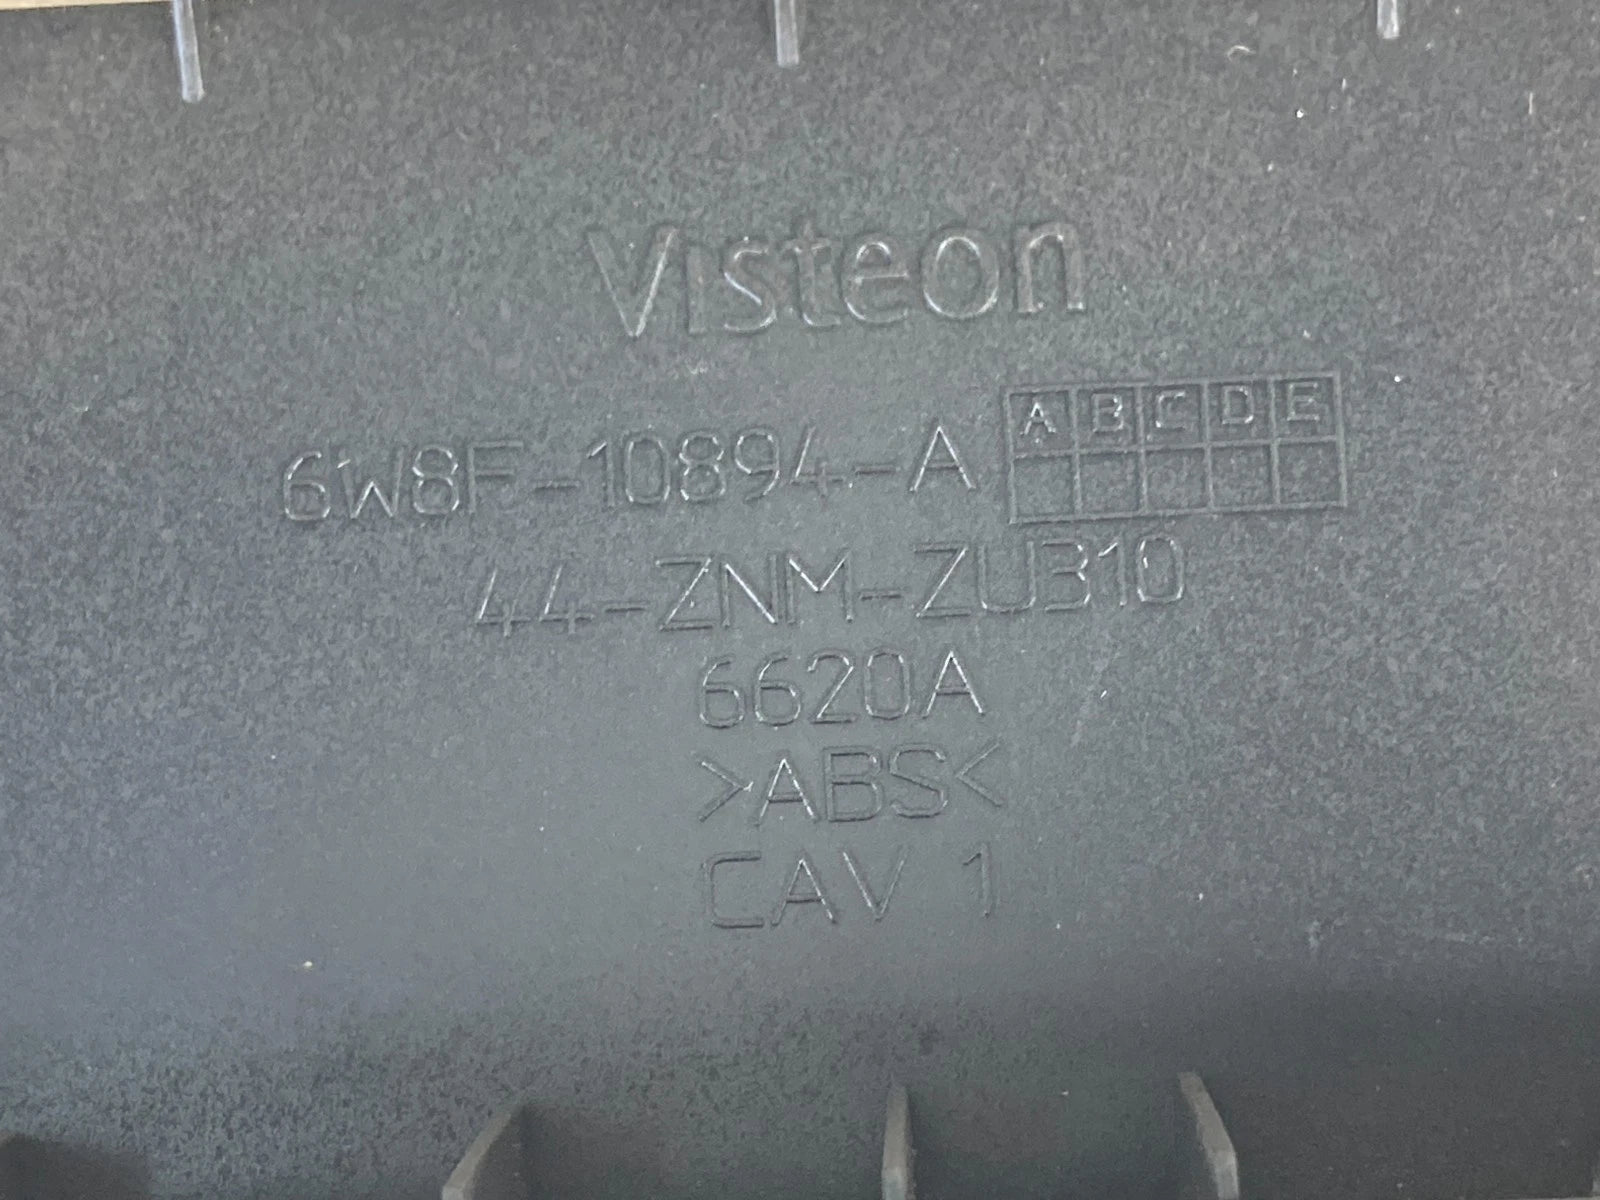 Visteon
6W8F-10894-A A B C D E
44-ZNM-ZUB10
6620A
>ABS<
CAV 1